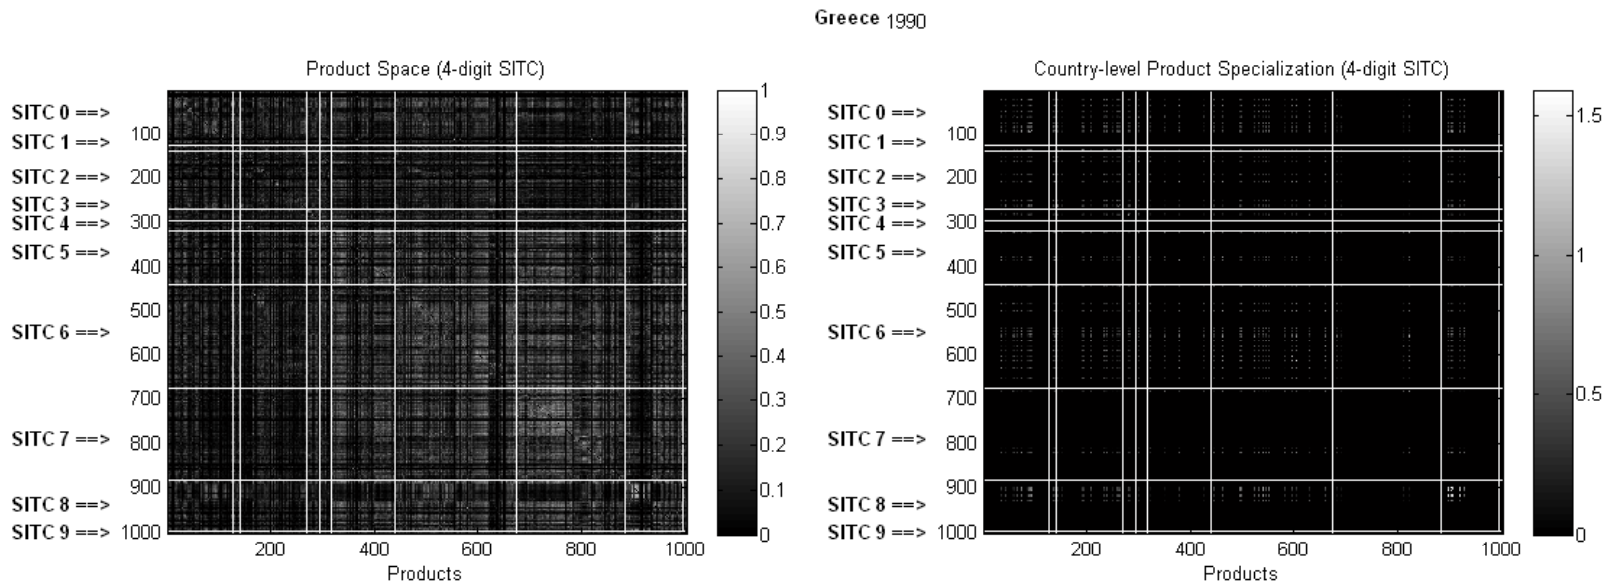 Greece 1990
Product Space (4-digit SITC)
SITC 0 ==>
SITC 1 ==>
SITC 2 ==>
SITC 3 ==>
SITC 4 ==>
SITC 5 ==>
SITC 6 ==>
SITC 7 ==>
SITC 8 ==>
SITC 9 ==>
100
200
300
400
500
600
700
800
900
1000
200 400 600 800 1000
Products
1
0.9
0.8
0.7
0.6
0.5
0.4
0.3
0.2
0.1
0
Country-level Product Specialization (4-digit SITC)
SITC 0 ==>
SITC 1 ==>
SITC 2 ==>
SITC 3 ==>
SITC 4 ==>
SITC 5 ==>
SITC 6 ==>
SITC 7 ==>
SITC 8 ==>
SITC 9 ==>
100
200
300
400
500
600
700
800
900
1000
200 400 600 800 1000
Products
1.5
1
0.5
0